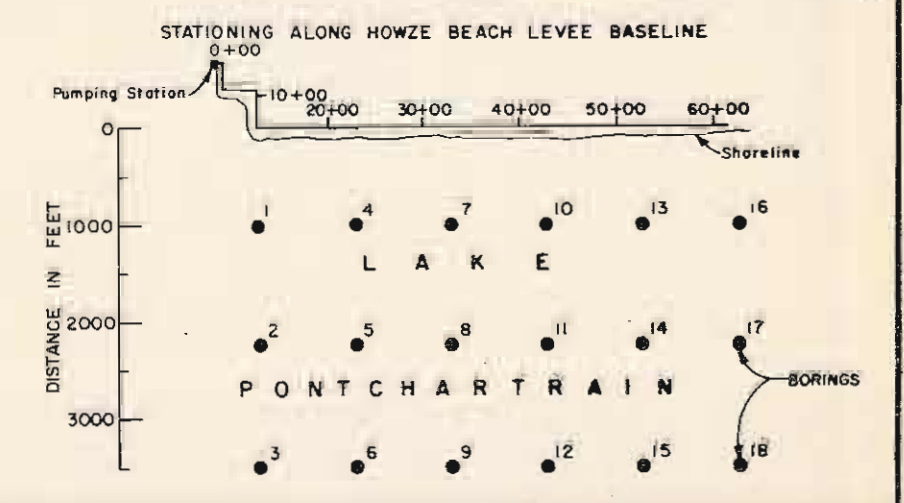 STATIONING ALONG HOWZE BEACH LEVEE BASELINE
0+00
Pumping Station
10+00
20+00 30+00 40+00 50+00 60+00
0
Shoreline
1 4 7 10 13 16
1000
LAKE
2000
2 5 8 11 14 17
DISTANCE IN FEET
PONTCHARTRAIN
BORINGS
3000
3 6 9 12 15 18